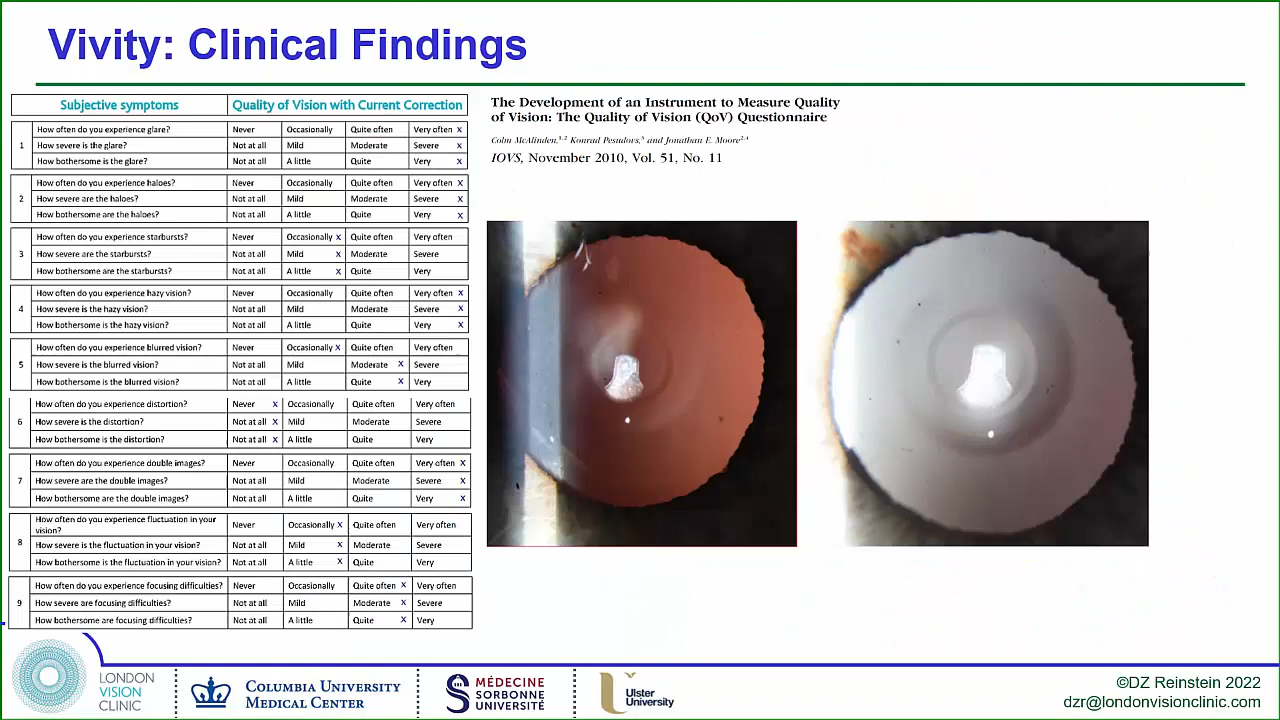 Vivity: Clinical Findings
Subjective symptoms Quality of Vision with Current Correction
1
How often do you experience glare? Never Occasionally Quite often Very often x
How severe is the glare? Not at all Mild Moderate Severe x
How bothersome is the glare? Not at all A little Quite Very x
2
How often do you experience haloes? Never Occasionally Quite often Very often x
How severe are the haloes? Not at all Mild Moderate Severe x
How bothersome are the haloes? Not at all A little Quite Very x
3
How often do you experience starbursts? Never Occasionally x Quite often Very often
How severe are the starbursts? Not at all Mild x Moderate Severe
How bothersome are the starbursts? Not at all A little x Quite Very
4
How often do you experience hazy vision? Never Occasionally Quite often Very often x
How severe is the hazy vision? Not at all Mild Moderate Severe x
How bothersome is the hazy vision? Not at all A little Quite Very x
5
How often do you experience blurred vision? Never Occasionally x Quite often Very often
How severe is the blurred vision? Not at all Mild Moderate x Severe
How bothersome is the blurred vision? Not at all A little Quite x Very
6
How often do you experience distortion? Never x Occasionally Quite often Very often
How severe is the distortion? Not at all x Mild Moderate Severe
How bothersome is the distortion? Not at all x A little Quite Very
7
How often do you experience double images? Never Occasionally Quite often Very often x
How severe are the double images? Not at all Mild Moderate Severe x
How bothersome are the double images? Not at all A little Quite Very x
8
How often do you experience fluctuation in your
vision? Never Occasionally x Quite often Very often
How severe is the fluctuation in your vision? Not at all Mild x Moderate Severe
How bothersome is the fluctuation in your vision? Not at all A little x Quite Very
9
How often do you experience focusing difficulties? Never Occasionally Quite often x Very often
How severe are focusing difficulties? Not at all Mild Moderate x Severe
How bothersome are focusing difficulties? Not at all A little Quite x Very
The Development of an Instrument to Measure Quality
of Vision: The Quality of Vision (QoV) Questionnaire
Colm McAlinden,1,2 Konrad Pesudovs,3 and Jonathan E. Moore2,4
IOVS, November 2010, Vol. 51, No. 11
LONDON
VISION
CLINIC
COLUMBIA UNIVERSITY
MEDICAL CENTER
MÉDECINE
SORBONNE
UNIVERSITÉ
Ulster
University
©DZ Reinstein 2022
dzr@londonvisionclinic.com